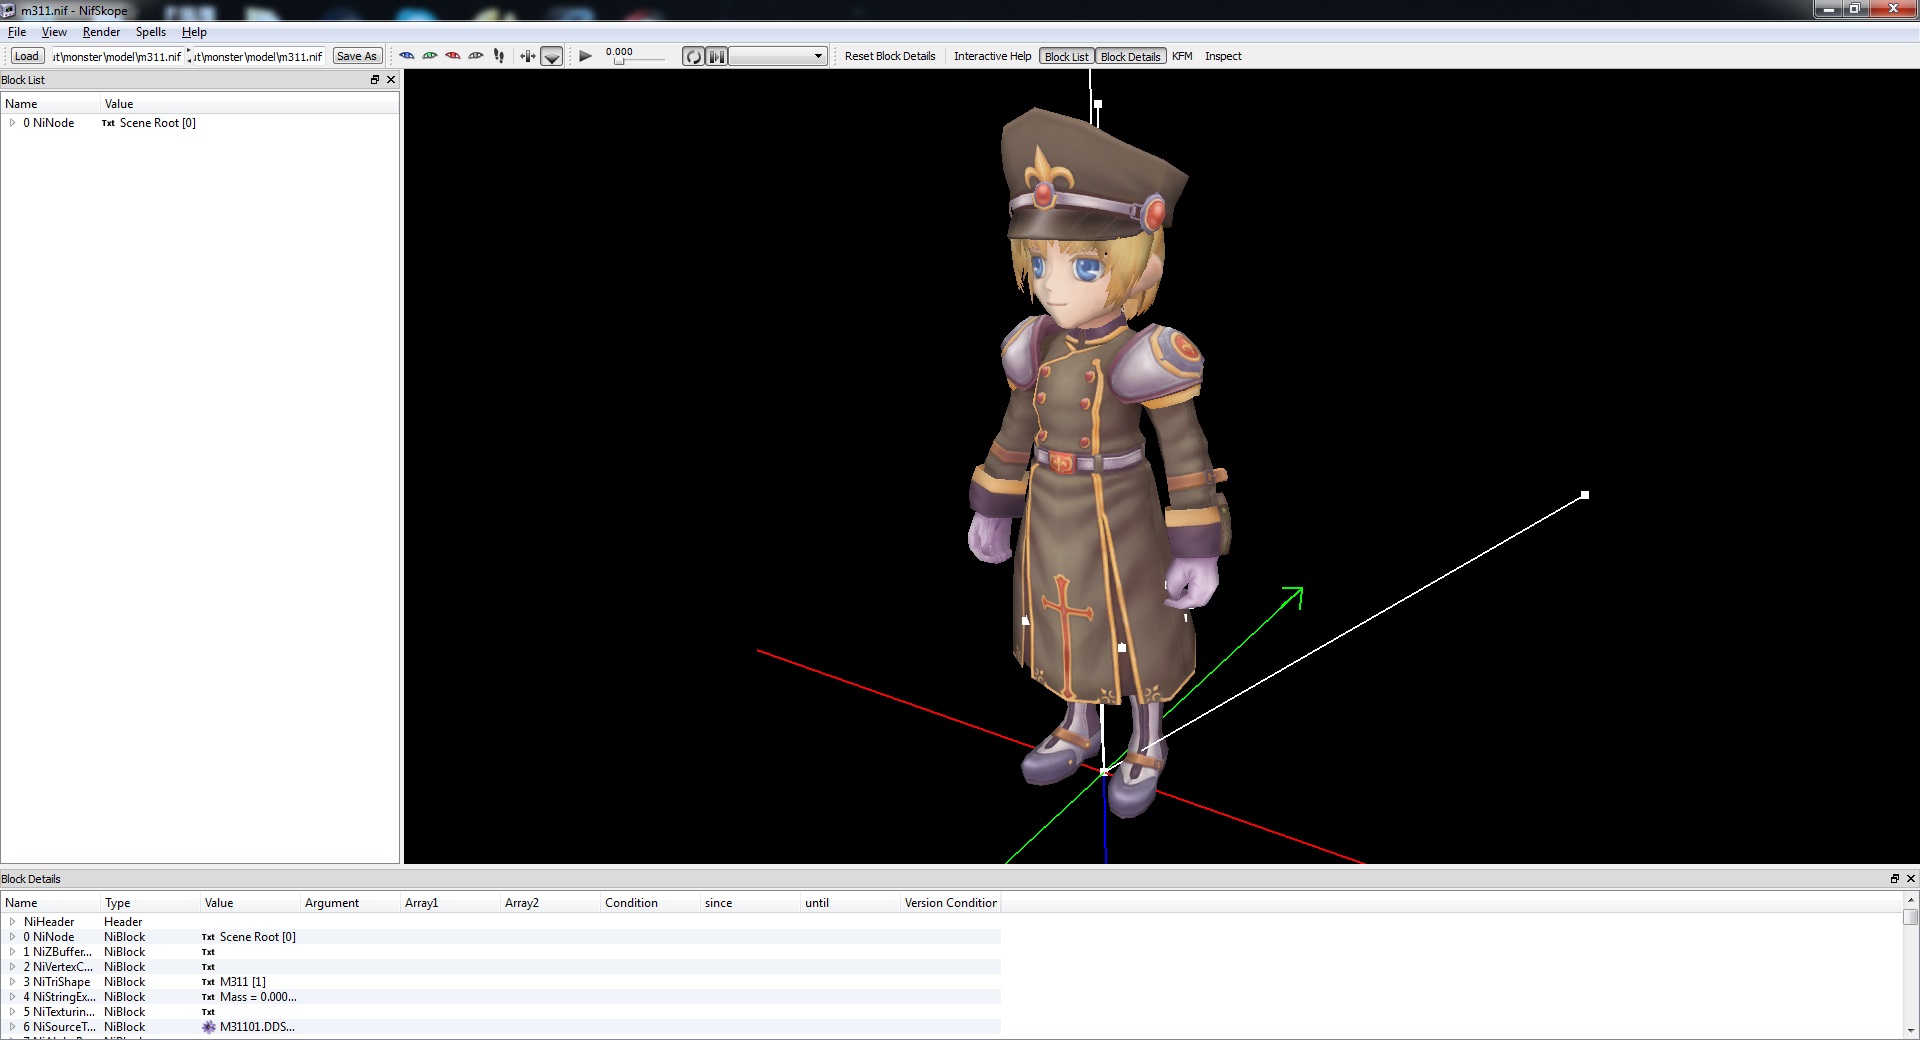 m311.nif - NifSkope
File View Render Spells Help
Load ut\monster\model\m311.nif ut\monster\model\m311.nif Save As 0.000 Reset Block Details Interactive Help Block List Block Details KFM Inspect
Block List
Name Value
0 NiNode Txt Scene Root [0]
Block Details
Name Type Value Argument Array1 Array2 Condition since until Version Condition
NiHeader Header
0 NiNode NiBlock Txt Scene Root [0]
1 NiZBuffer... NiBlock Txt
2 NiVertexC... NiBlock Txt
3 NiTriShape NiBlock Txt M311 [1]
4 NiStringEx... NiBlock Txt Mass = 0.000...
5 NiTexturin... NiBlock Txt
6 NiSourceT... NiBlock M31101.DDS...